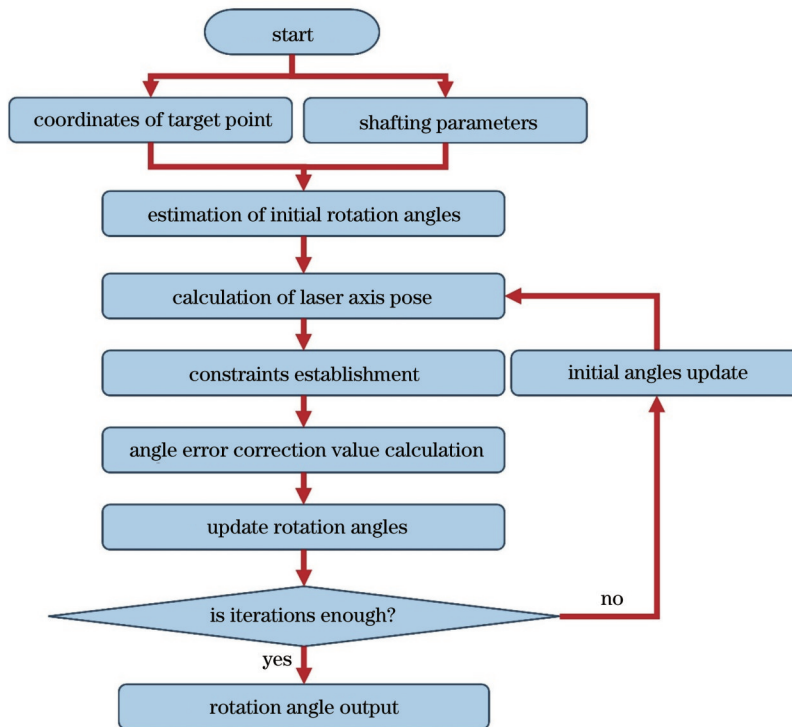 start
coordinates of target point
shafting parameters
estimation of initial rotation angles
calculation of laser axis pose
constraints establishment
initial angles update
angle error correction value calculation
update rotation angles
is iterations enough?
no
yes
rotation angle output